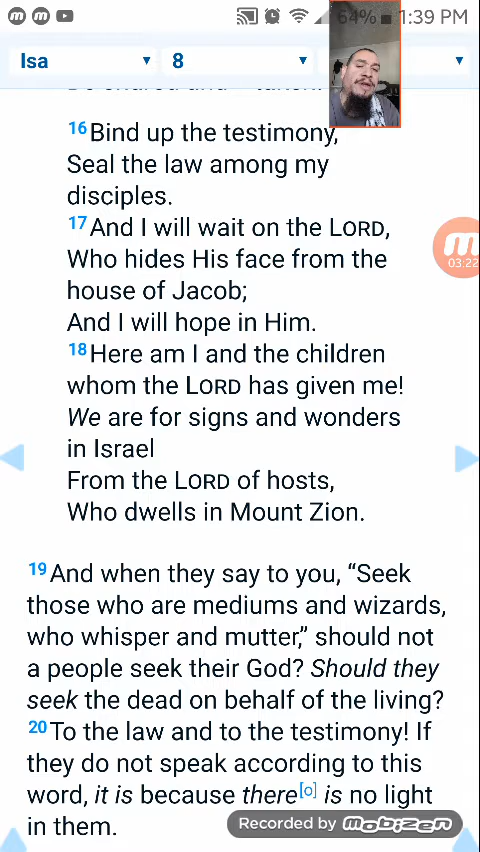 64% 1:39 PM
Isa 8
16 Bind up the testimony,
Seal the law among my
disciples.
17 And I will wait on the LORD,
Who hides His face from the
house of Jacob;
And I will hope in Him.
18 Here am I and the children
whom the LORD has given me!
We are for signs and wonders
in Israel
From the LORD of hosts,
Who dwells in Mount Zion.
03:22
19 And when they say to you, “Seek
those who are mediums and wizards,
who whisper and mutter,” should not
a people seek their God? Should they
seek the dead on behalf of the living?
20 To the law and to the testimony! If
they do not speak according to this
word, it is because there[o] is no light
in them.
Recorded by mobizen